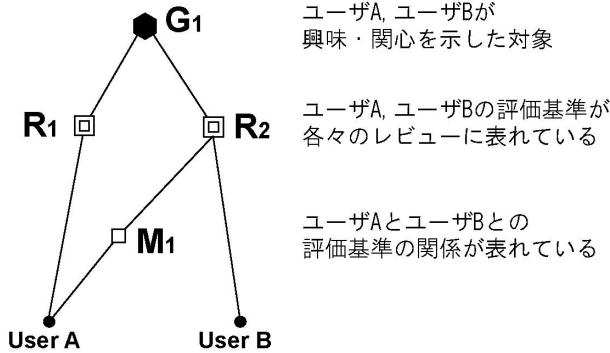 G1
ユーザA, ユーザBが
興味・関心を示した対象
R1
R2
ユーザA, ユーザBの評価基準が
各々のレビューに表れている
M1
ユーザAとユーザBとの
評価基準の関係が表れている
User A
User B